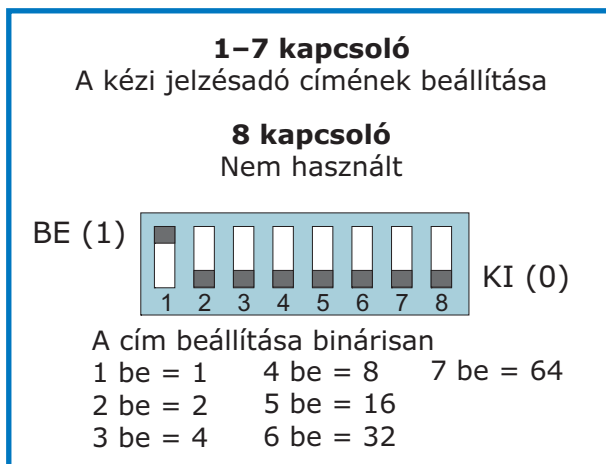 1–7 kapcsoló
A kézi jelzésadó címének beállítása
8 kapcsoló
Nem használt
BE (1)
KI (0)
1 2 3 4 5 6 7 8
A cím beállítása binárisan
1 be = 1 4 be = 8 7 be = 64
2 be = 2 5 be = 16
3 be = 4 6 be = 32